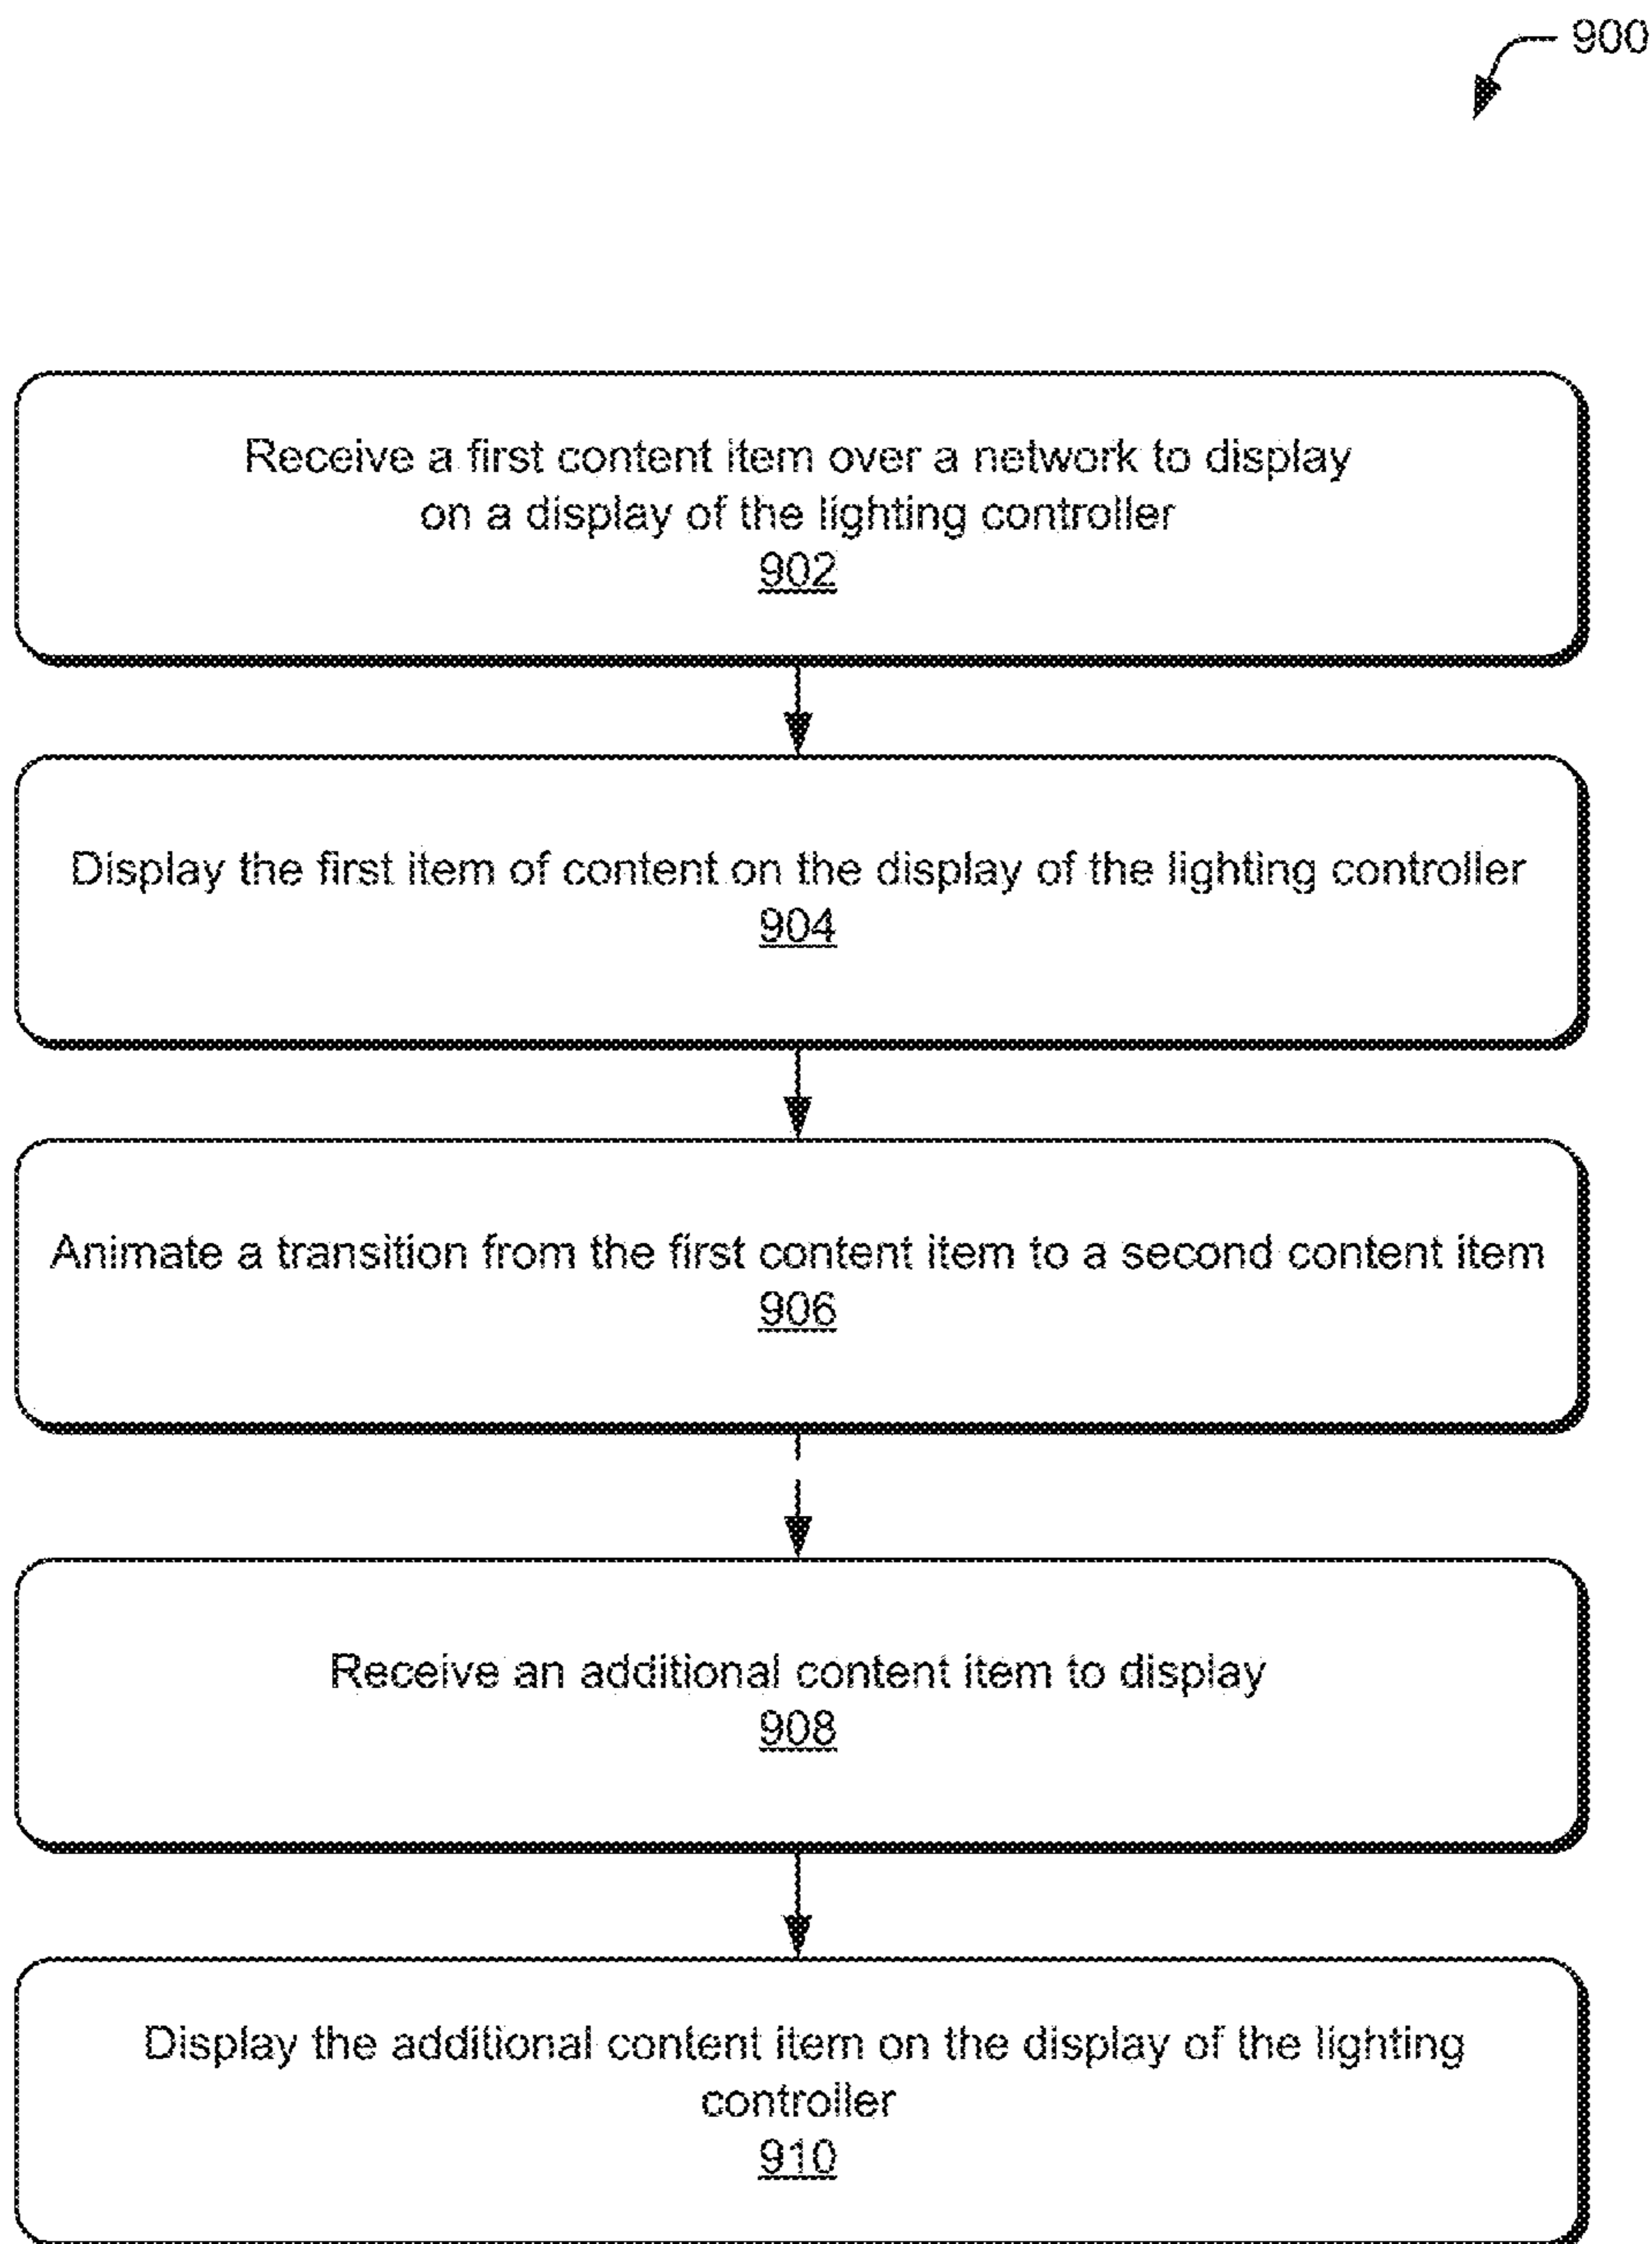 900
Receive a first content item over a network to display
on a display of the lighting controller
902
Display the first item of content on the display of the lighting controller
904
Animate a transition from the first content item to a second content item
906
Receive an additional content item to display
908
Display the additional content item on the display of the lighting
controller
910